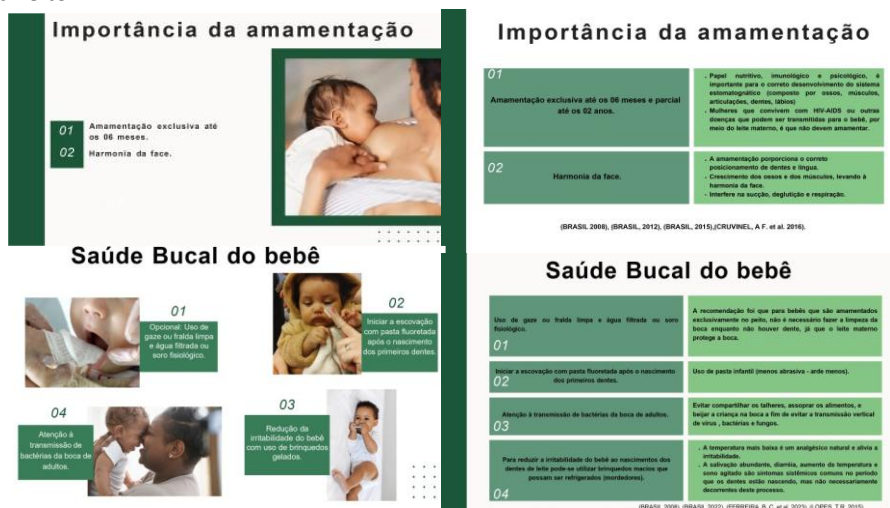 Importância da amamentação
01
Amamentação exclusiva até
os 06 meses.
02
Harmonia da face.
Importância da amamentação
01
Amamentação exclusiva até os 06 meses e parcial
até os 02 anos.
. Papel nutritivo, imunológico e psicológico, é
importante para o correto desenvolvimento do sistema
estomatognático (composto por ossos, músculos,
articulações, dentes, lábios)
. Mulheres que convivem com HIV-AIDS ou outras
doenças que podem ser transmitidas para o bebê, por
meio do leite materno, é que não devem amamentar.
02
Harmonia da face.
. A amamentação porporciona o correto
posicionamento de dentes e língua.
. Crescimento dos ossos e dos músculos, levando à
harmonia da face.
. Interfere na sucção, deglutição e respiração.
(BRASIL 2008), (BRASIL, 2012), (BRASIL, 2015),(CRUVINEL, A F. et al. 2016).
Saúde Bucal do bebê
01
Opcional: Uso de
gaze ou fralda limpa
e água filtrada ou
soro fisiológico.
02
Iniciar a escovação
com pasta fluoretada
após o nascimento
dos primeiros dentes.
04
Atenção à
transmissão de
bactérias da boca de
adultos.
03
Redução da
irritabilidade do bebê
com uso de brinquedos
gelados.
Saúde Bucal do bebê
Uso de gaze ou fralda limpa e água filtrada ou soro
fisiológico.
01
A recomendação foi que para bebês que são amamentados
exclusivamente no peito, não é necessário fazer a limpeza da
boca enquanto não houver dente, já que o leite materno
protege a boca.
Iniciar a escovação com pasta fluoretada após o nascimento
dos primeiros dentes.
02
Uso de pasta infantil (menos abrasiva - arde menos).
Atenção à transmissão de bactérias da boca de adultos.
03
Evitar compartilhar os talheres, assoprar os alimentos, e
beijar a criança na boca a fim de evitar a transmissão vertical
de vírus , bactérias e fungos.
Para reduzir a irritabilidade do bebê ao nascimentos dos
dentes de leite pode-se utilizar brinquedos macios que
possam ser refrigerados (mordedores).
04
. A temperatura mais baixa é um analgésico natural e alivia a
irritabilidade.
. A salivação abundante, diarréia, aumento de temperatura e
sono agitado são sintomas sistêmicos comuns no período
que os dentes estão nascendo, mas não necessariamente
decorrentes deste processo.
(BRASIL 2008), (BRASIL 2022), (FERREIRA, B. C. et al. 2023), (LOPES, T.R. 2015).